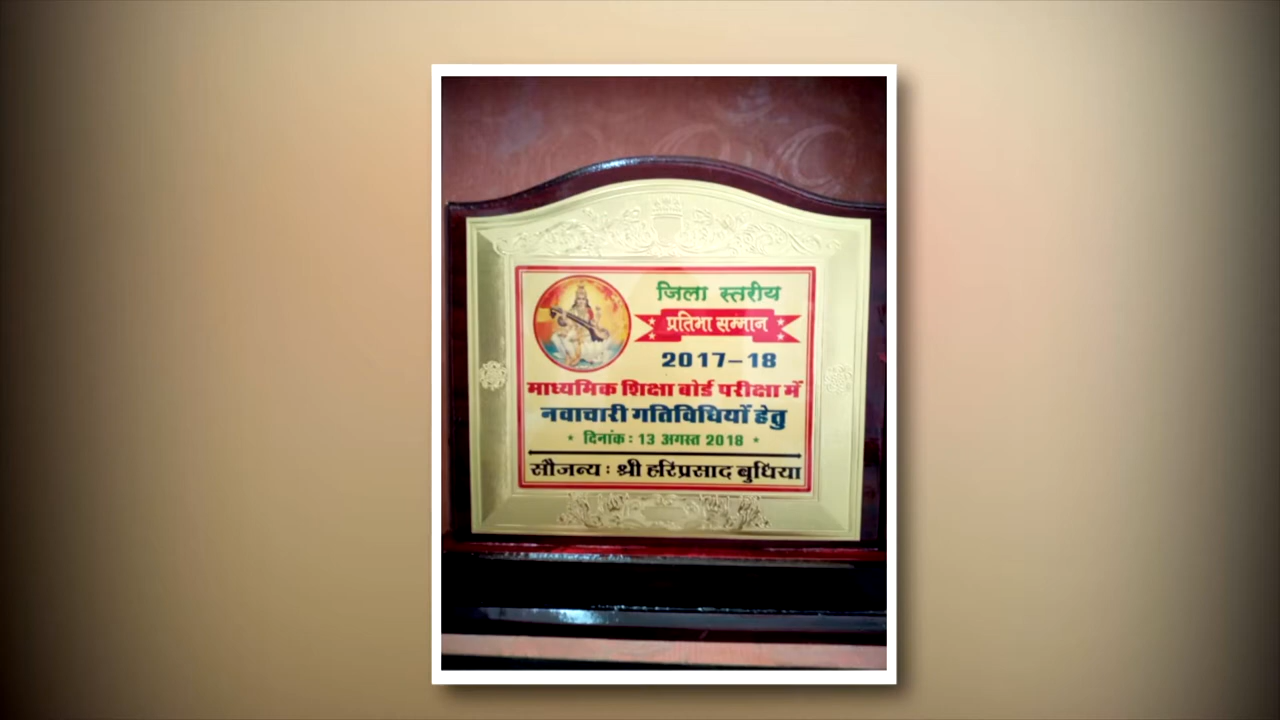 जिला स्तरीय
प्रतिभा सम्मान
2017-18
माध्यमिक शिक्षा बोर्ड परीक्षा में
नवाचारी गतिविधियों हेतु
* दिनांक : 13 अगस्त 2018 *
सौजन्य : श्री हरिप्रसाद बुधिया